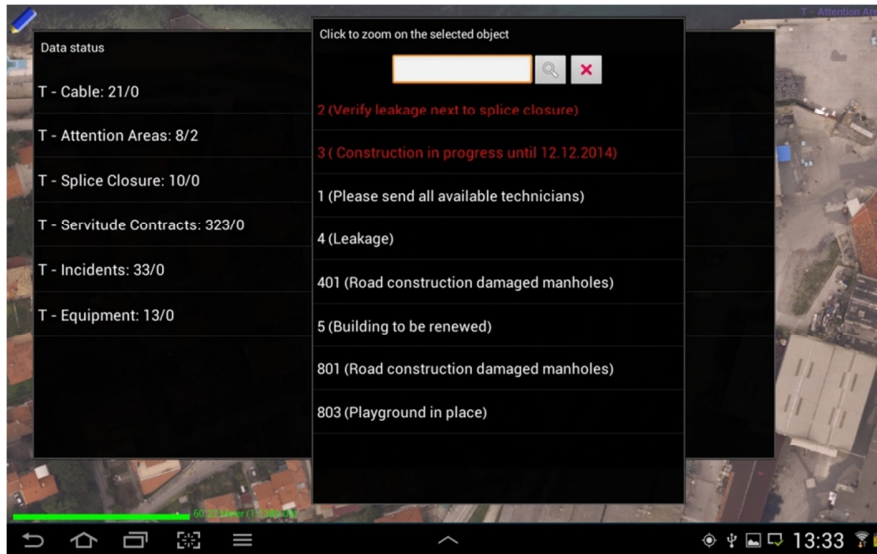 T - Attention Are
Data status
T - Cable: 21/0
T - Attention Areas: 8/2
T - Splice Closure: 10/0
T - Servitude Contracts: 323/0
T - Incidents: 33/0
T - Equipment: 13/0
Click to zoom on the selected object
2 (Verify leakage next to splice closure)
3 ( Construction in progress until 12.12.2014)
1 (Please send all available technicians)
4 (Leakage)
401 (Road construction damaged manholes)
5 (Building to be renewed)
801 (Road construction damaged manholes)
803 (Playground in place)
13:33